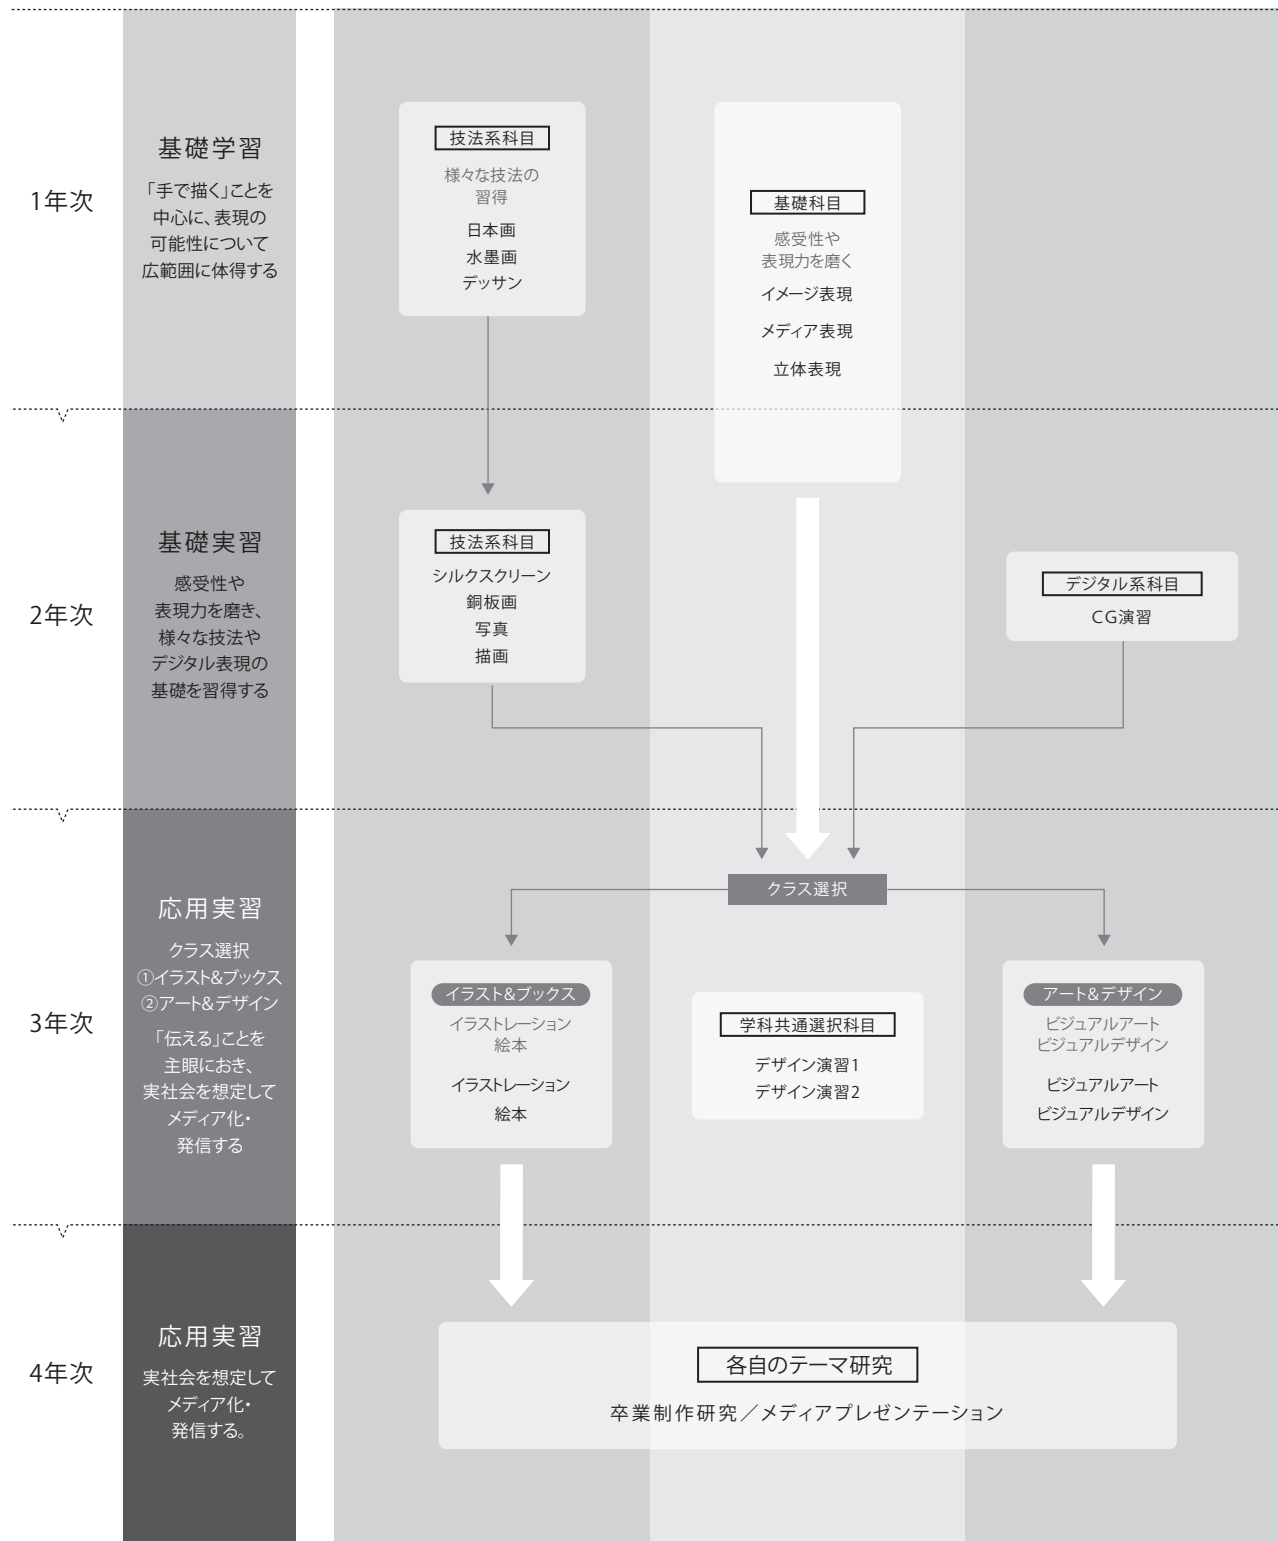 1年次
基礎学習
「手で描く」ことを
中心に、表現の
可能性について
広範囲に体得する
技法系科目
様々な技法の
習得
日本画
水墨画
デッサン
基礎科目
感受性や
表現力を磨く
イメージ表現
メディア表現
立体表現
2年次
基礎実習
感受性や
表現力を磨き、
様々な技法や
デジタル表現の
基礎を習得する
技法系科目
シルクスクリーン
銅板画
写真
描画
デジタル系科目
CG演習
3年次
応用実習
クラス選択
①イラスト&ブックス
②アート&デザイン
「伝える」ことを
主眼におき、
実社会を想定して
メディア化・
発信する
クラス選択
イラスト&ブックス
イラストレーション
絵本
イラストレーション
絵本
学科共通選択科目
デザイン演習1
デザイン演習2
アート&デザイン
ビジュアルアート
ビジュアルデザイン
ビジュアルアート
ビジュアルデザイン
4年次
応用実習
実社会を想定して
メディア化・
発信する。
各自のテーマ研究
卒業制作研究／メディアプレゼンテーション